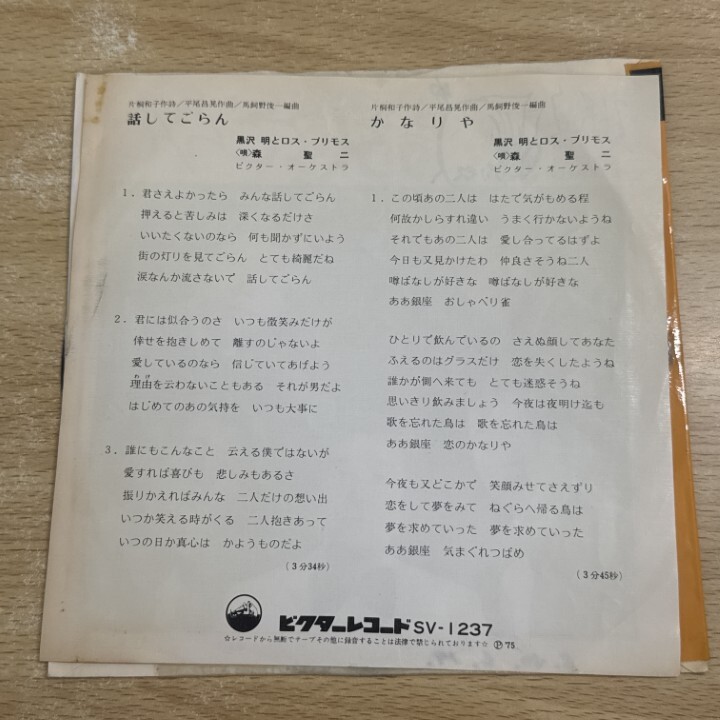 片桐和子作詩／平尾昌晃作曲／馬飼野俊一編曲
話してごらん
黒沢 明とロス・プリモス
〈唄〉森 聖二
ビクター・オーケストラ
1．君さえよかったら みんな話してごらん
押えると苦しみは 深くなるだけさ
いいたくないのなら 何も聞かずにいよう
街の灯りを見てごらん とても綺麗だね
涙なんか流さないで 話してごらん
2．君には似合うのさ いつも微笑みだけが
倖せを抱きしめて 離すのじゃないよ
愛しているのなら 信じていてあげよう
理由を云わないこともある それが男だよ
はじめてのあの気持を いつも大事に
3．誰にもこんなこと 云える僕ではないが
愛すれば喜びも 悲しみもあるさ
振りかえればみんな 二人だけの想い出
いつか笑える時がくる 二人抱きあって
いつの日か真心は かようものだよ
（3分34秒）
片桐和子作詩／平尾昌晃作曲／馬飼野俊一編曲
かなりや
黒沢 明とロス・プリモス
〈唄〉森 聖二
ビクター・オーケストラ
1．この頃あの二人は はたで気がもめる程
何故かしらすれ違い うまく行かないようね
それでもあの二人は 愛し合ってるはずよ
今日も又見かけたわ 仲良さそうね二人
噂ばなしが好きな 噂ばなしが好きな
ああ銀座 おしゃべり雀
ひとりで飲んでいるの さえぬ顔してあなた
ふえるのはグラスだけ 恋を失くしたようね
誰かが側へ来ても とても迷惑そうね
思いきり飲みましょう 今夜は夜明け迄も
歌を忘れた鳥は 歌を忘れた鳥は
ああ銀座 恋のかなりや
今夜も又どこかで 笑顔みせてさえずり
恋をして夢をみて ねぐらへ帰る鳥は
夢を求めていった 夢を求めていった
ああ銀座 気まぐれつばめ
（3分45秒）
ビクターレコード SV-1237
☆レコードから無断でテープその他に録音することは法律で禁じられております☆ Ⓟ'75